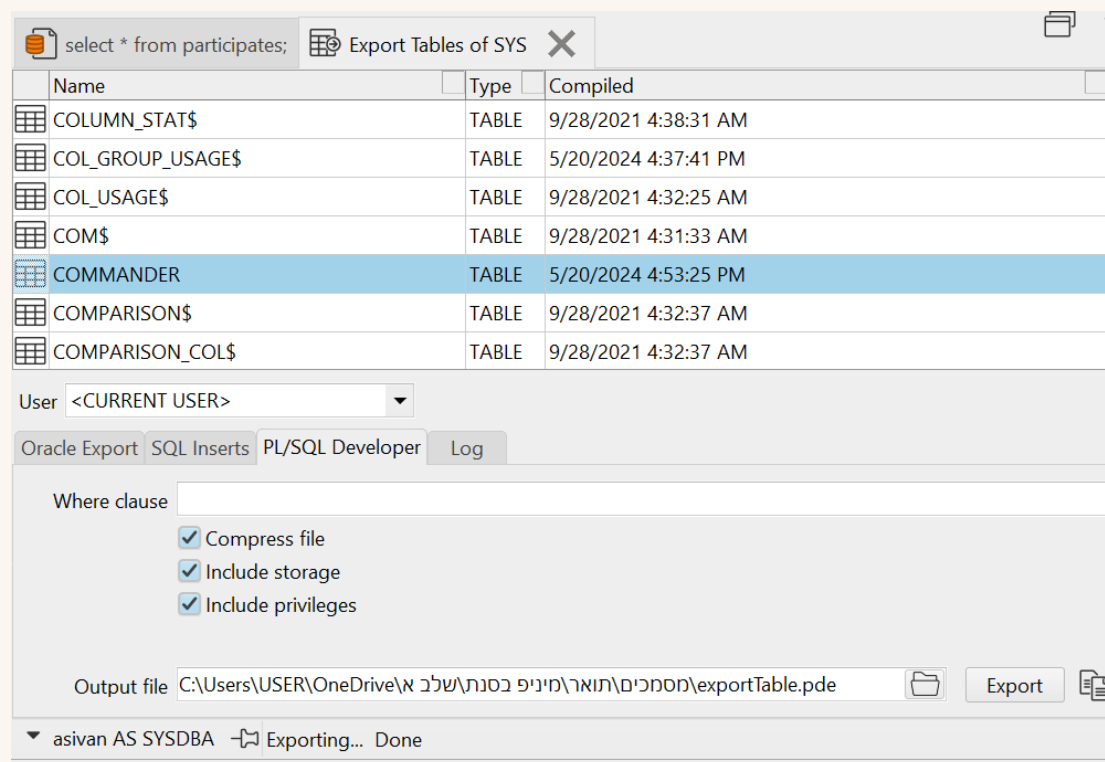 select * from participates; Export Tables of SYS
Name Type Compiled
COLUMN_STAT$ TABLE 9/28/2021 4:38:31 AM
COL_GROUP_USAGE$ TABLE 5/20/2024 4:37:41 PM
COL_USAGE$ TABLE 9/28/2021 4:32:25 AM
COM$ TABLE 9/28/2021 4:31:33 AM
COMMANDER TABLE 5/20/2024 4:53:25 PM
COMPARISON$ TABLE 9/28/2021 4:32:37 AM
COMPARISON_COL$ TABLE 9/28/2021 4:32:37 AM
User <CURRENT USER>
Oracle Export SQL Inserts PL/SQL Developer Log
Where clause
Compress file
Include storage
Include privileges
Output file C:\Users\USER\OneDrive\מסמכים\תואר\מיניפ בסנת\שלב א\exportTable.pde Export
asivan AS SYSDBA Exporting... Done